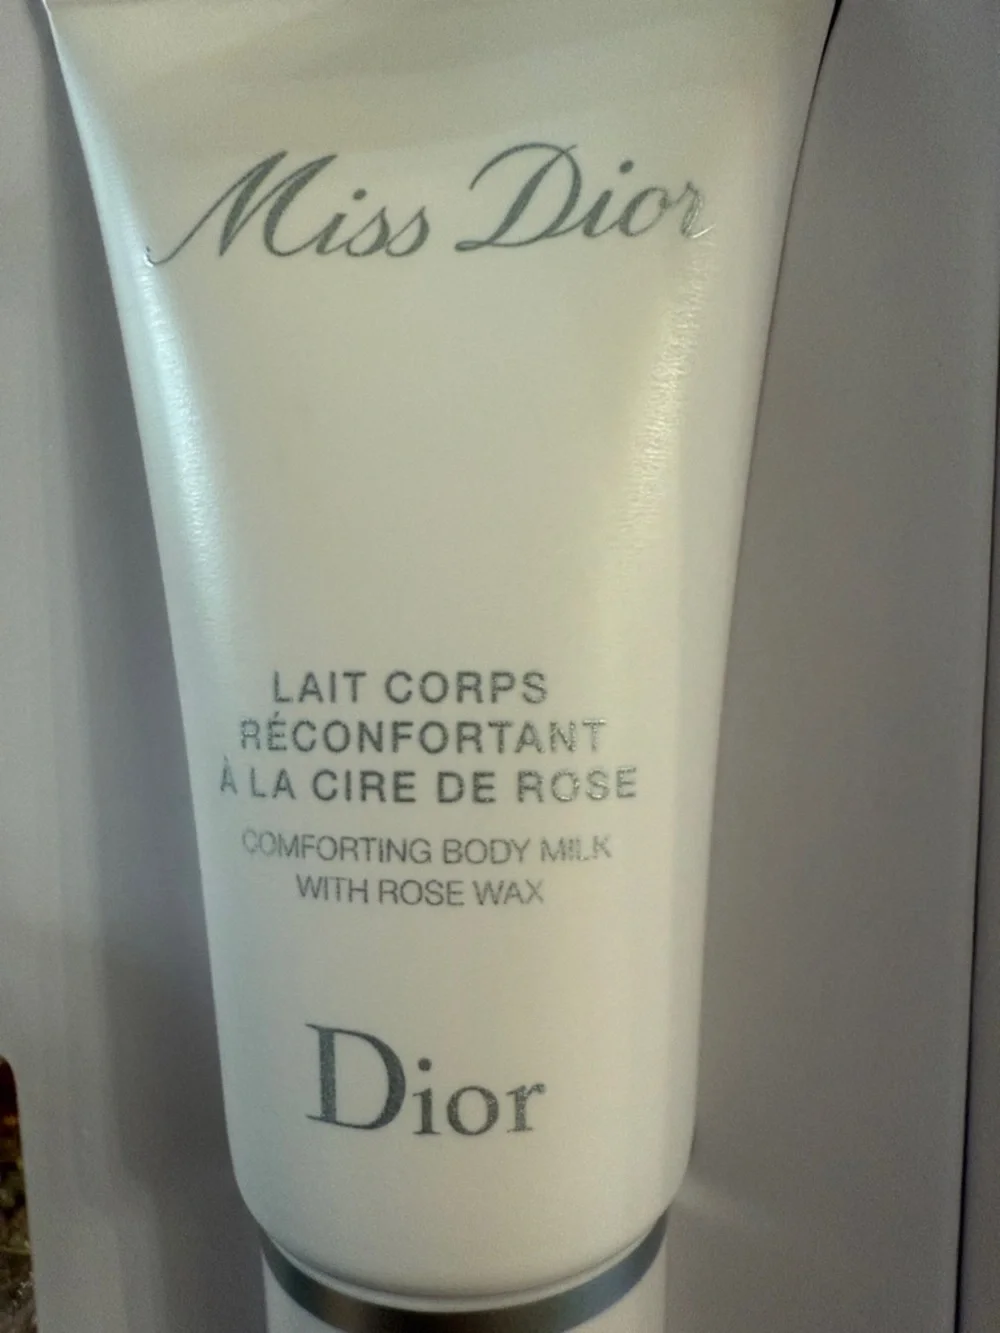 Miss Dior
LAIT CORPS
RÉCONFORTANT
À LA CIRE DE ROSE
COMFORTING BODY MILK
WITH ROSE WAX
Dior